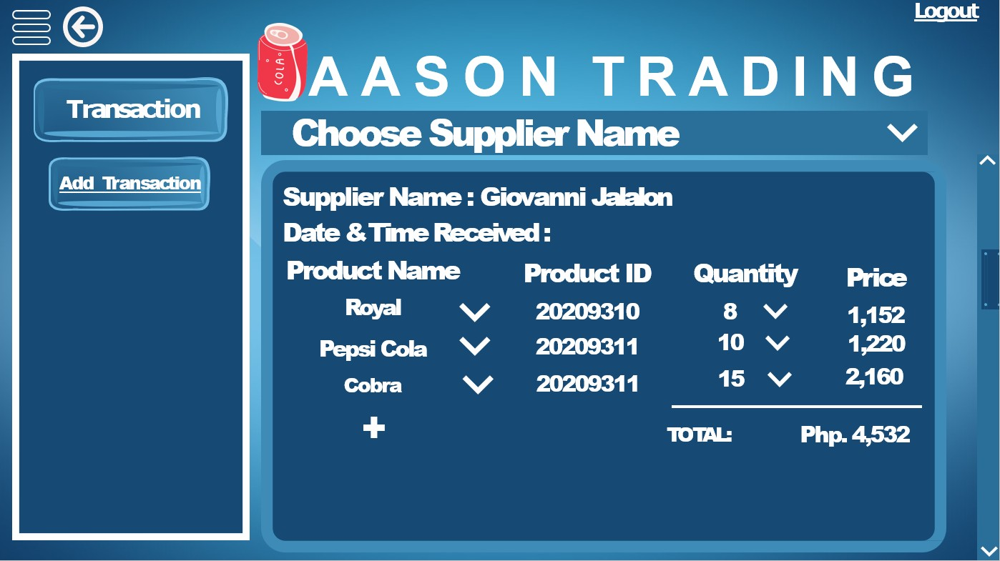 Logout
COLA
AASON TRADING
Transaction
Add Transaction
Choose Supplier Name
Supplier Name : Giovanni Jalalon
Date & Time Received :
Product Name Product ID Quantity Price
Royal 20209310 8 1,152
Pepsi Cola 20209311 10 1,220
Cobra 20209311 15 2,160
+
TOTAL: Php. 4,532